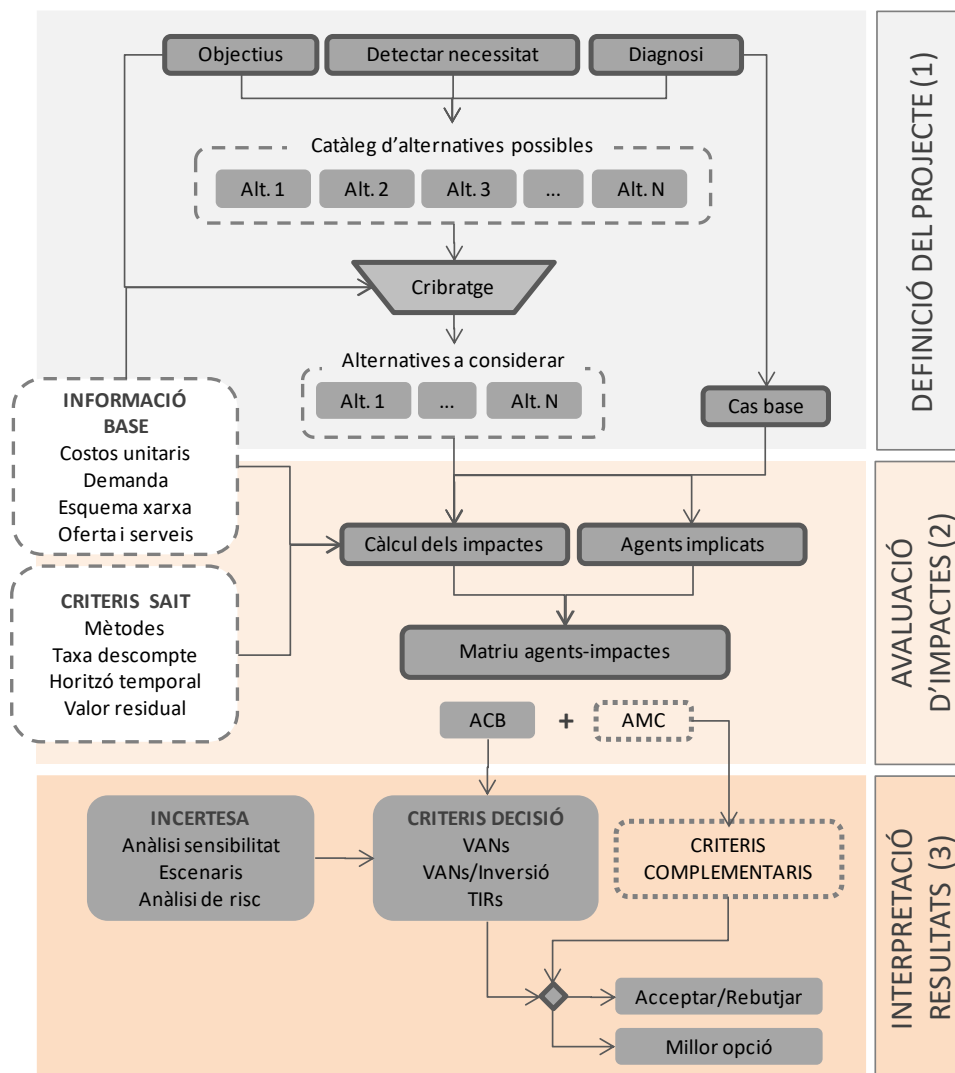 Objectius
Detectar necessitat
Diagnosi
Catàleg d'alternatives possibles
Alt. 1
Alt. 2
Alt. 3
...
Alt. N
Cribratge
Alternatives a considerar
Alt. 1
...
Alt. N
Cas base
DEFINICIÓ DEL PROJECTE (1)
INFORMACIÓ
BASE
Costos unitaris
Demanda
Esquema xarxa
Oferta i serveis
CRITERIS SAIT
Mètodes
Taxa descompte
Horitzó temporal
Valor residual
Càlcul dels impactes
Agents implicats
Matriu agents-impactes
ACB
+
AMC
AVALUACIÓ
D'IMPACTES (2)
INCERTESA
Anàlisi sensibilitat
Escenaris
Anàlisi de risc
CRITERIS DECISIÓ
VANs
VANs/Inversió
TIRs
CRITERIS
COMPLEMENTARIS
Acceptar/Rebutjar
Millor opció
INTERPRETACIÓ
RESULTATS (3)